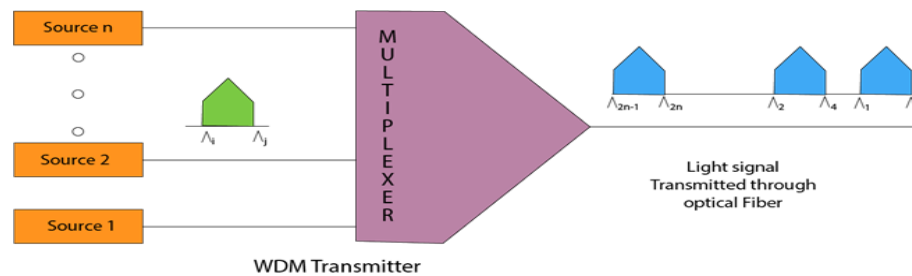 Source n
Source 2
Source 1
Λi
Λj
MULTIPLEXER
WDM Transmitter
Λ2n-1
Λ2n
Λ2
Λ4
Λ1
Light signal
Transmitted through
optical Fiber